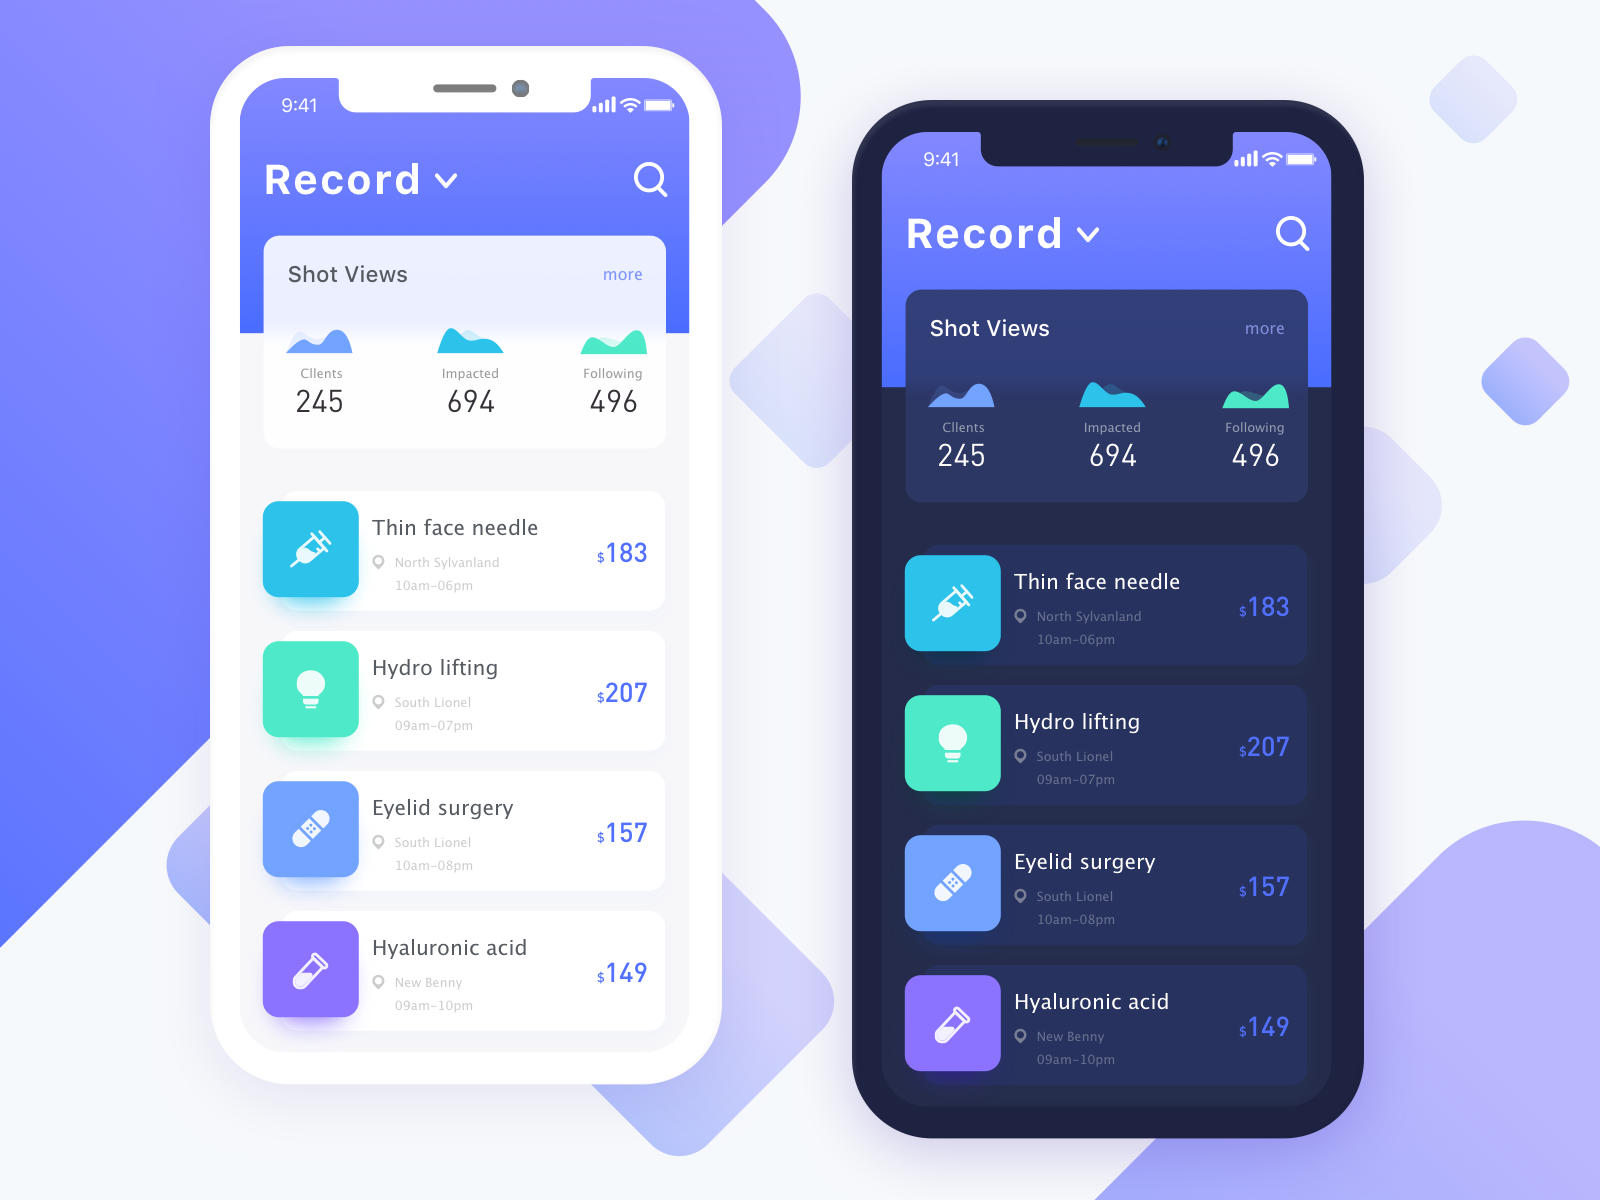 9:41
Record
Shot Views more
Cllents Impacted Following
245 694 496
Thin face needle
North Sylvanland
10am-06pm
$183
Hydro lifting
South Lionel
09am-07pm
$207
Eyelid surgery
South Lionel
10am-08pm
$157
Hyaluronic acid
New Benny
09am-10pm
$149
9:41
Record
Shot Views more
Cllents Impacted Following
245 694 496
Thin face needle
North Sylvanland
10am-06pm
$183
Hydro lifting
South Lionel
09am-07pm
$207
Eyelid surgery
South Lionel
10am-08pm
$157
Hyaluronic acid
New Benny
09am-10pm
$149